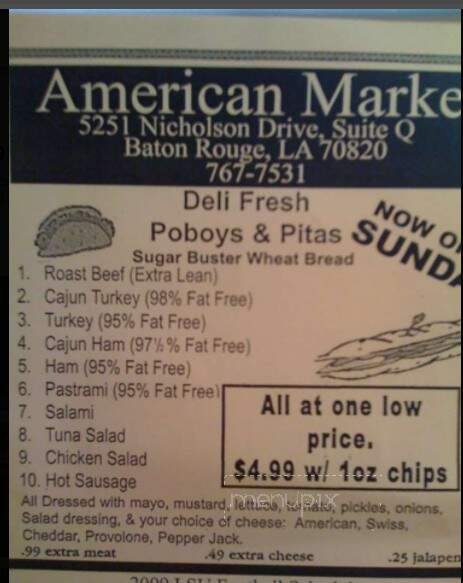 American Marke
5251 Nicholson Drive, Suite Q
Baton Rouge, LA 70820
767-7531
Deli Fresh
Poboys & Pitas
Sugar Buster Wheat Bread
NOW O
SUNDA
1. Roast Beef (Extra Lean)
2. Cajun Turkey (98% Fat Free)
3. Turkey (95% Fat Free)
4. Cajun Ham (97½% Fat Free)
5. Ham (95% Fat Free)
6. Pastrami (95% Fat Free)
7. Salami
8. Tuna Salad
9. Chicken Salad
10. Hot Sausage
All at one low
price.
$4.99 w/ 1oz chips
menupix
All Dressed with mayo, mustard, lettuce, tomato, pickles, onions,
Salad dressing, & your choice of cheese: American, Swiss,
Cheddar, Provolone, Pepper Jack.
.99 extra meat .49 extra cheese .25 jalapen